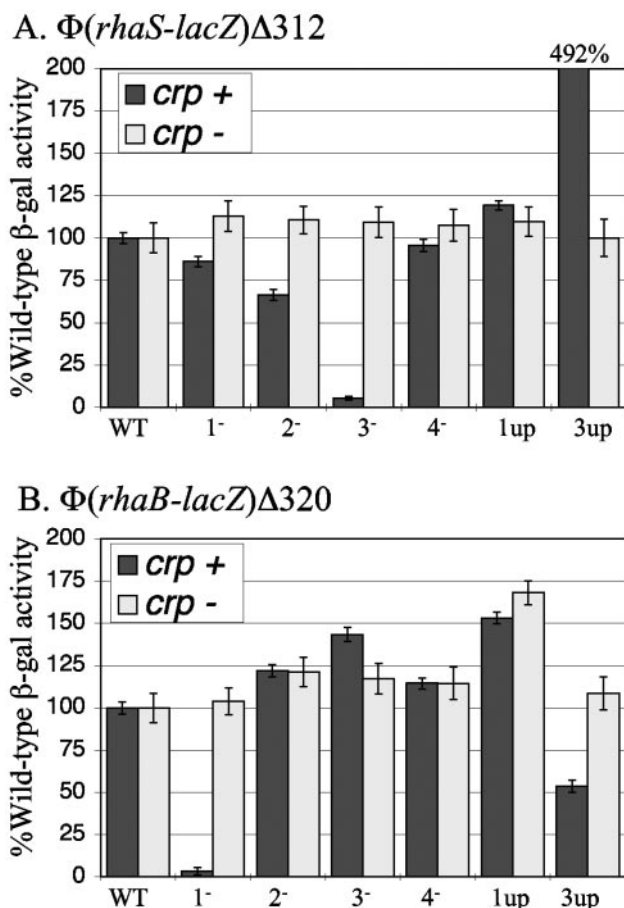 A. Φ(rhaS-lacZ)Δ312
492%
200
175
150
125
100
75
50
25
0
%Wild-type β-gal activity
crp +
crp -
WT 1⁻ 2⁻ 3⁻ 4⁻ 1up 3up
B. Φ(rhaB-lacZ)Δ320
200
175
150
125
100
75
50
25
0
%Wild-type β-gal activity
crp +
crp -
WT 1⁻ 2⁻ 3⁻ 4⁻ 1up 3up